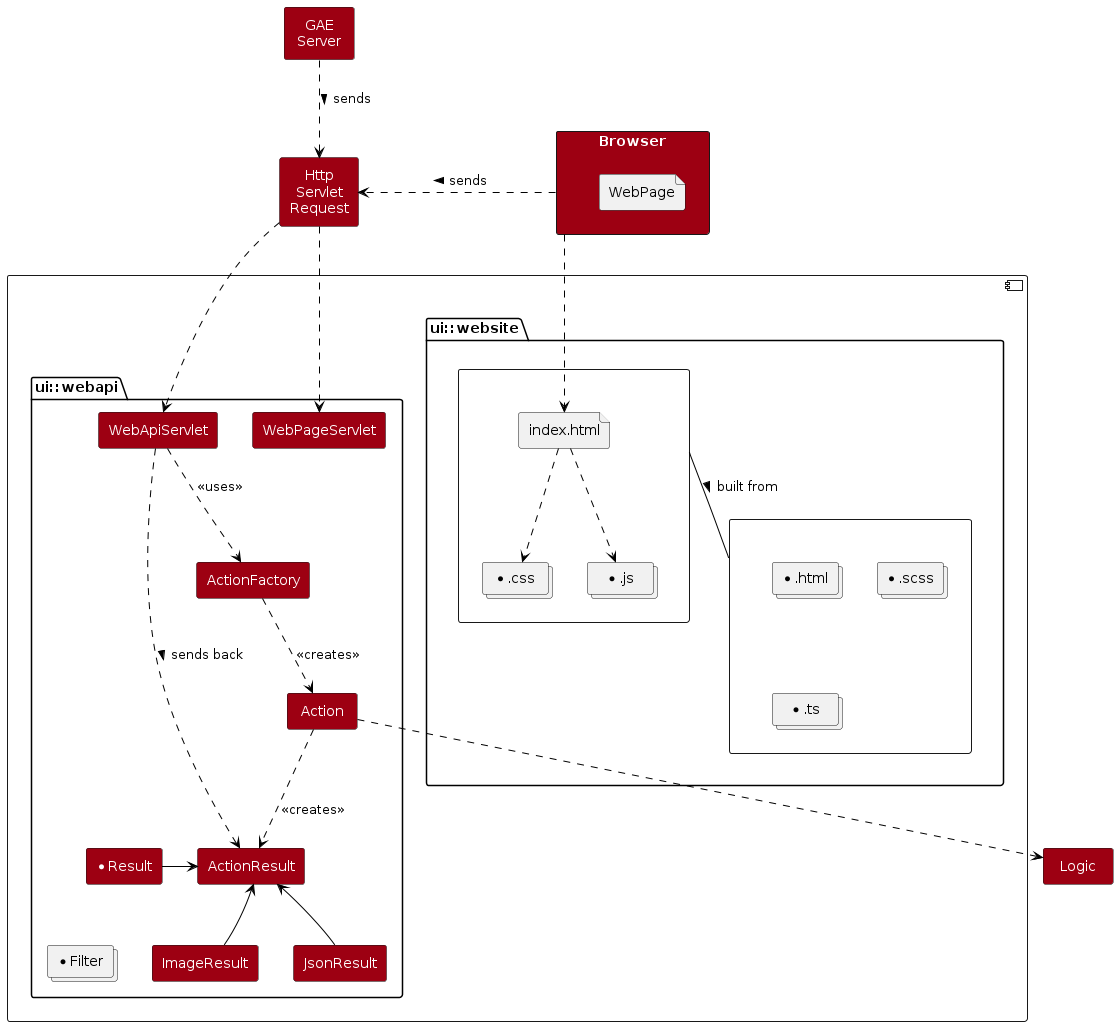 GAE
Server
sends
Browser
WebPage
Http
Servlet
Request
sends
ui::website
ui::webapi
WebApiServlet
WebPageServlet
index.html
«uses»
built from
ActionFactory
* .css
* .js
* .html
* .scss
sends back
«creates»
Action
* .ts
«creates»
* Result
ActionResult
Logic
* Filter
ImageResult
JsonResult